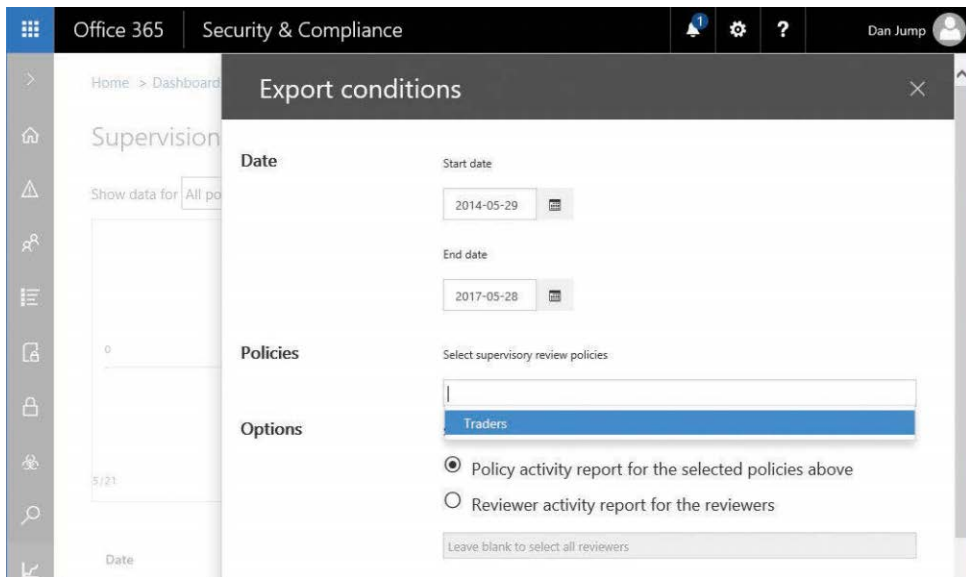 Office 365 Security & Compliance 1 ? Dan Jump
Home > Dashboard
Export conditions
Supervision
Date
Start date
Show data for All po
2014-05-29
End date
2017-05-28
0
Policies
Select supervisory review policies
Traders
Options
Policy activity report for the selected policies above
5/21
Reviewer activity report for the reviewers
Leave blank to select all reviewers
Date